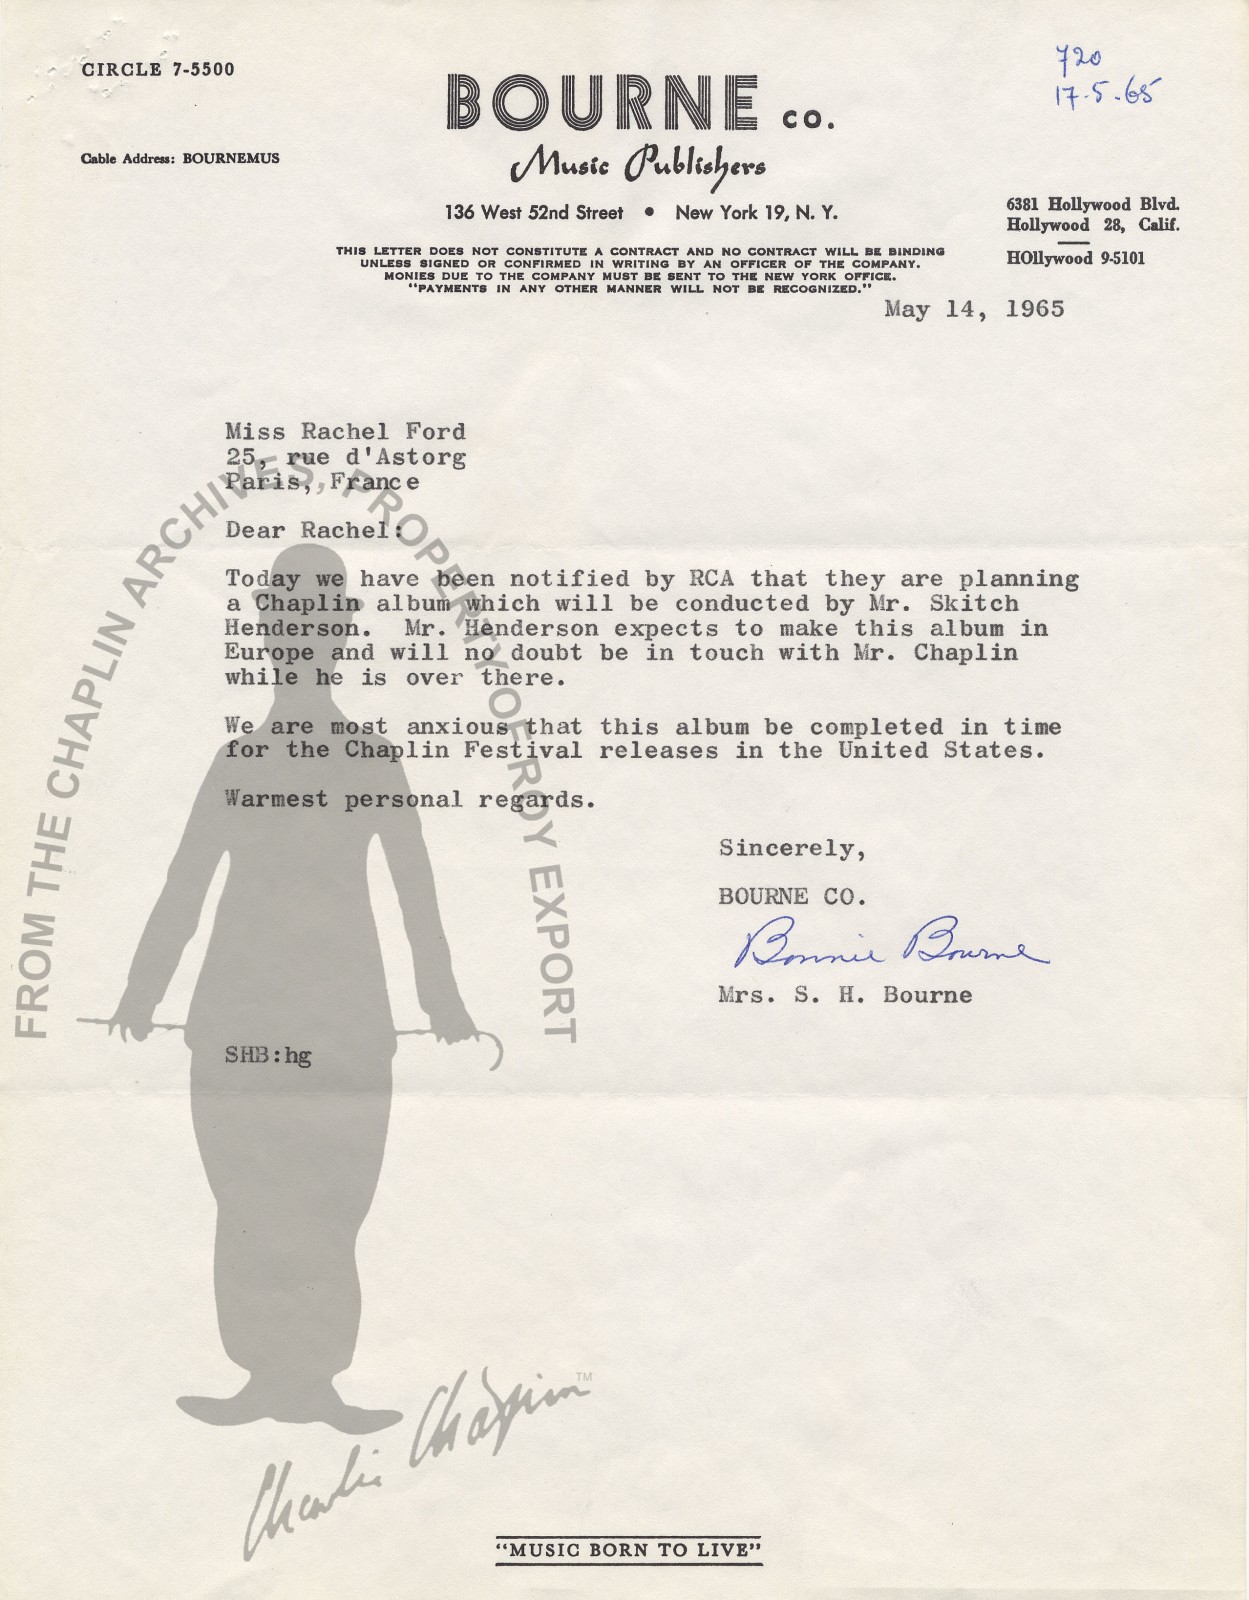 CIRCLE 7-5500
720
17-5-65
BOURNE co.
Cable Address: BOURNEMUS
Music Publishers
136 West 52nd Street • New York 19, N. Y.
6381 Hollywood Blvd.
Hollywood 28, Calif.
HOllywood 9-5101
THIS LETTER DOES NOT CONSTITUTE A CONTRACT AND NO CONTRACT WILL BE BINDING
UNLESS SIGNED OR CONFIRMED IN WRITING BY AN OFFICER OF THE COMPANY.
MONIES DUE TO THE COMPANY MUST BE SENT TO THE NEW YORK OFFICE.
"PAYMENTS IN ANY OTHER MANNER WILL NOT BE RECOGNIZED."
May 14, 1965
Miss Rachel Ford
25, rue d'Astorg
Paris, France
Dear Rachel:
Today we have been notified by RCA that they are planning
a Chaplin album which will be conducted by Mr. Skitch
Henderson. Mr. Henderson expects to make this album in
Europe and will no doubt be in touch with Mr. Chaplin
while he is over there.
We are most anxious that this album be completed in time
for the Chaplin Festival releases in the United States.
Warmest personal regards.
Sincerely,
BOURNE CO.
Bonnie Bourne
Mrs. S. H. Bourne
SHB:hg
FROM THE CHAPLIN ARCHIVES, PROPERTY OF ROY EXPORT
Charlie Chaplin TM
"MUSIC BORN TO LIVE"